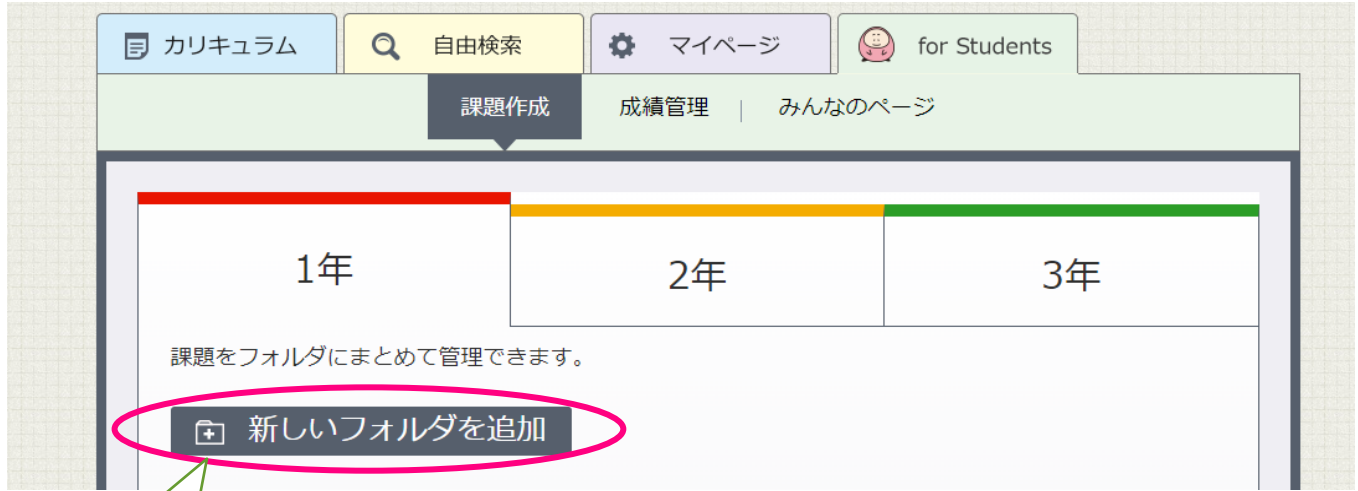 カリキュラム 自由検索 マイページ for Students
課題作成 成績管理 | みんなのページ
1年 2年 3年
課題をフォルダにまとめて管理できます。
新しいフォルダを追加